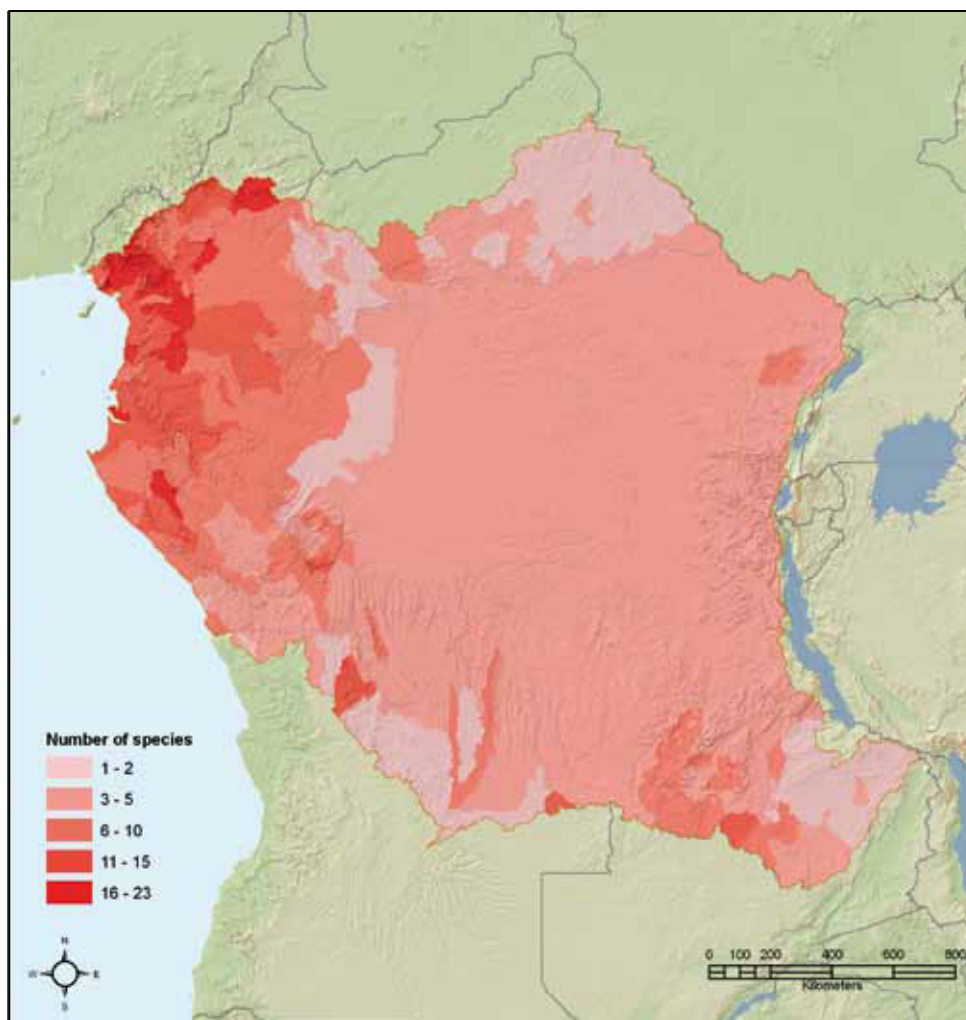 Number of species
1 - 2
3 - 5
6 - 10
11 - 15
16 - 23
N
W E
S
0 100 200 400 600 800
Kilometers